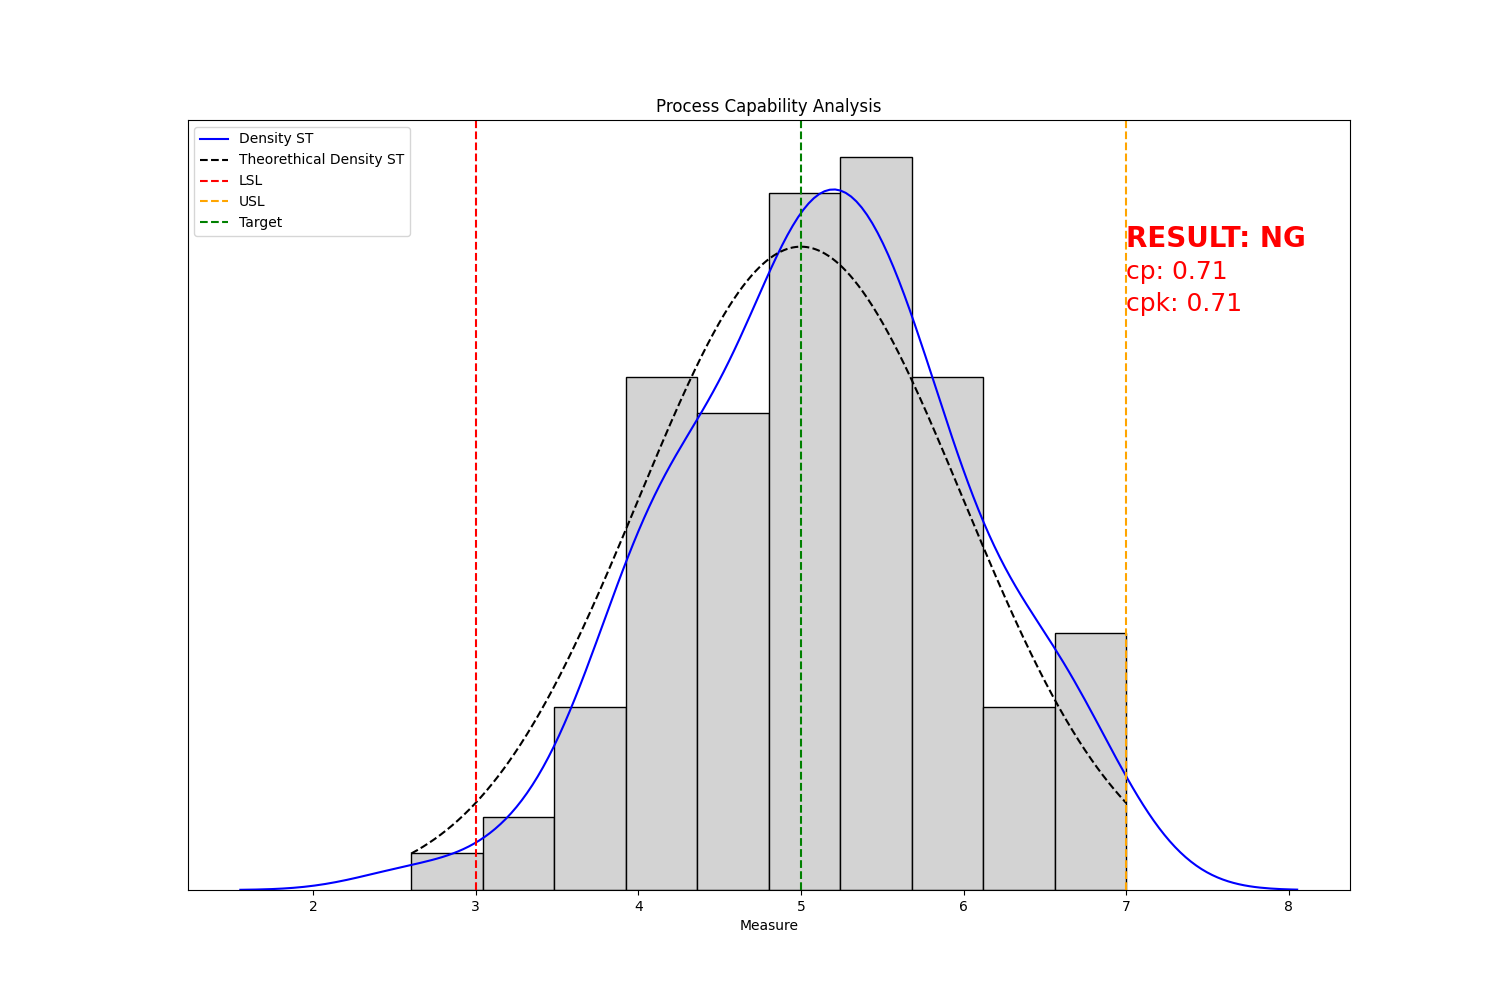 Process Capability Analysis
Density ST
Theorethical Density ST
LSL
USL
Target
RESULT: NG
cp: 0.71
cpk: 0.71
2 3 4 5 6 7 8
Measure